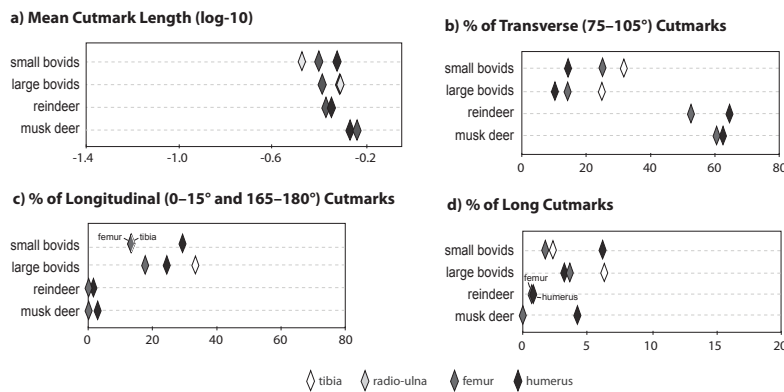 a) Mean Cutmark Length (log-10)
small bovids
large bovids
reindeer
musk deer
-1.4 -1.0 -0.6 -0.2
b) % of Transverse (75–105°) Cutmarks
small bovids
large bovids
reindeer
musk deer
0 20 40 60 80
c) % of Longitudinal (0–15° and 165–180°) Cutmarks
femur tibia
small bovids
large bovids
reindeer
musk deer
0 20 40 60 80
d) % of Long Cutmarks
small bovids
large bovids
femur
reindeer
humerus
musk deer
0 5 10 15 20
tibia radio-ulna femur humerus